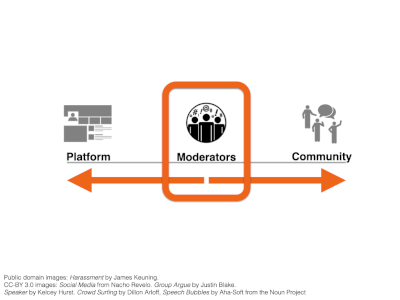 Platform
Moderators
Community
Public domain images: Harassment by James Keuning.
CC-BY 3.0 images: Social Media from Nacho Revelo. Group Argue by Justin Blake.
Speaker by Kelcey Hurst. Crowd Surfing by Dillon Arloff, Speech Bubbles by Aha-Soft from the Noun Project